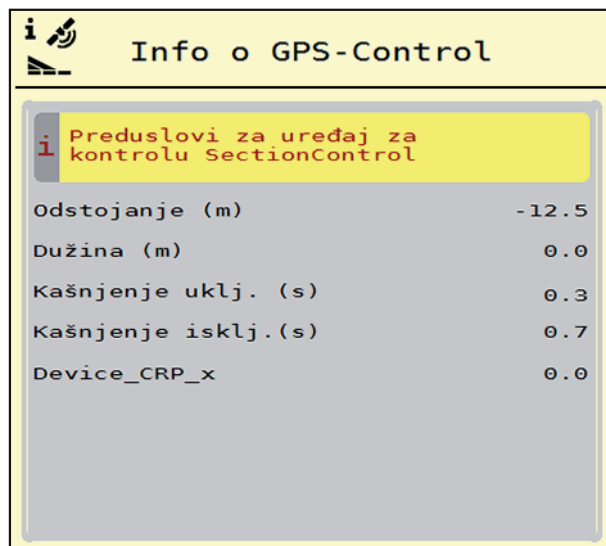 i
Info o GPS-Control
i
Preduslovi za uređaj za
kontrolu SectionControl
Odstojanje (m) -12.5
Dužina (m) 0.0
Kašnjenje uklj. (s) 0.3
Kašnjenje isklj.(s) 0.7
Device_CRP_x 0.0